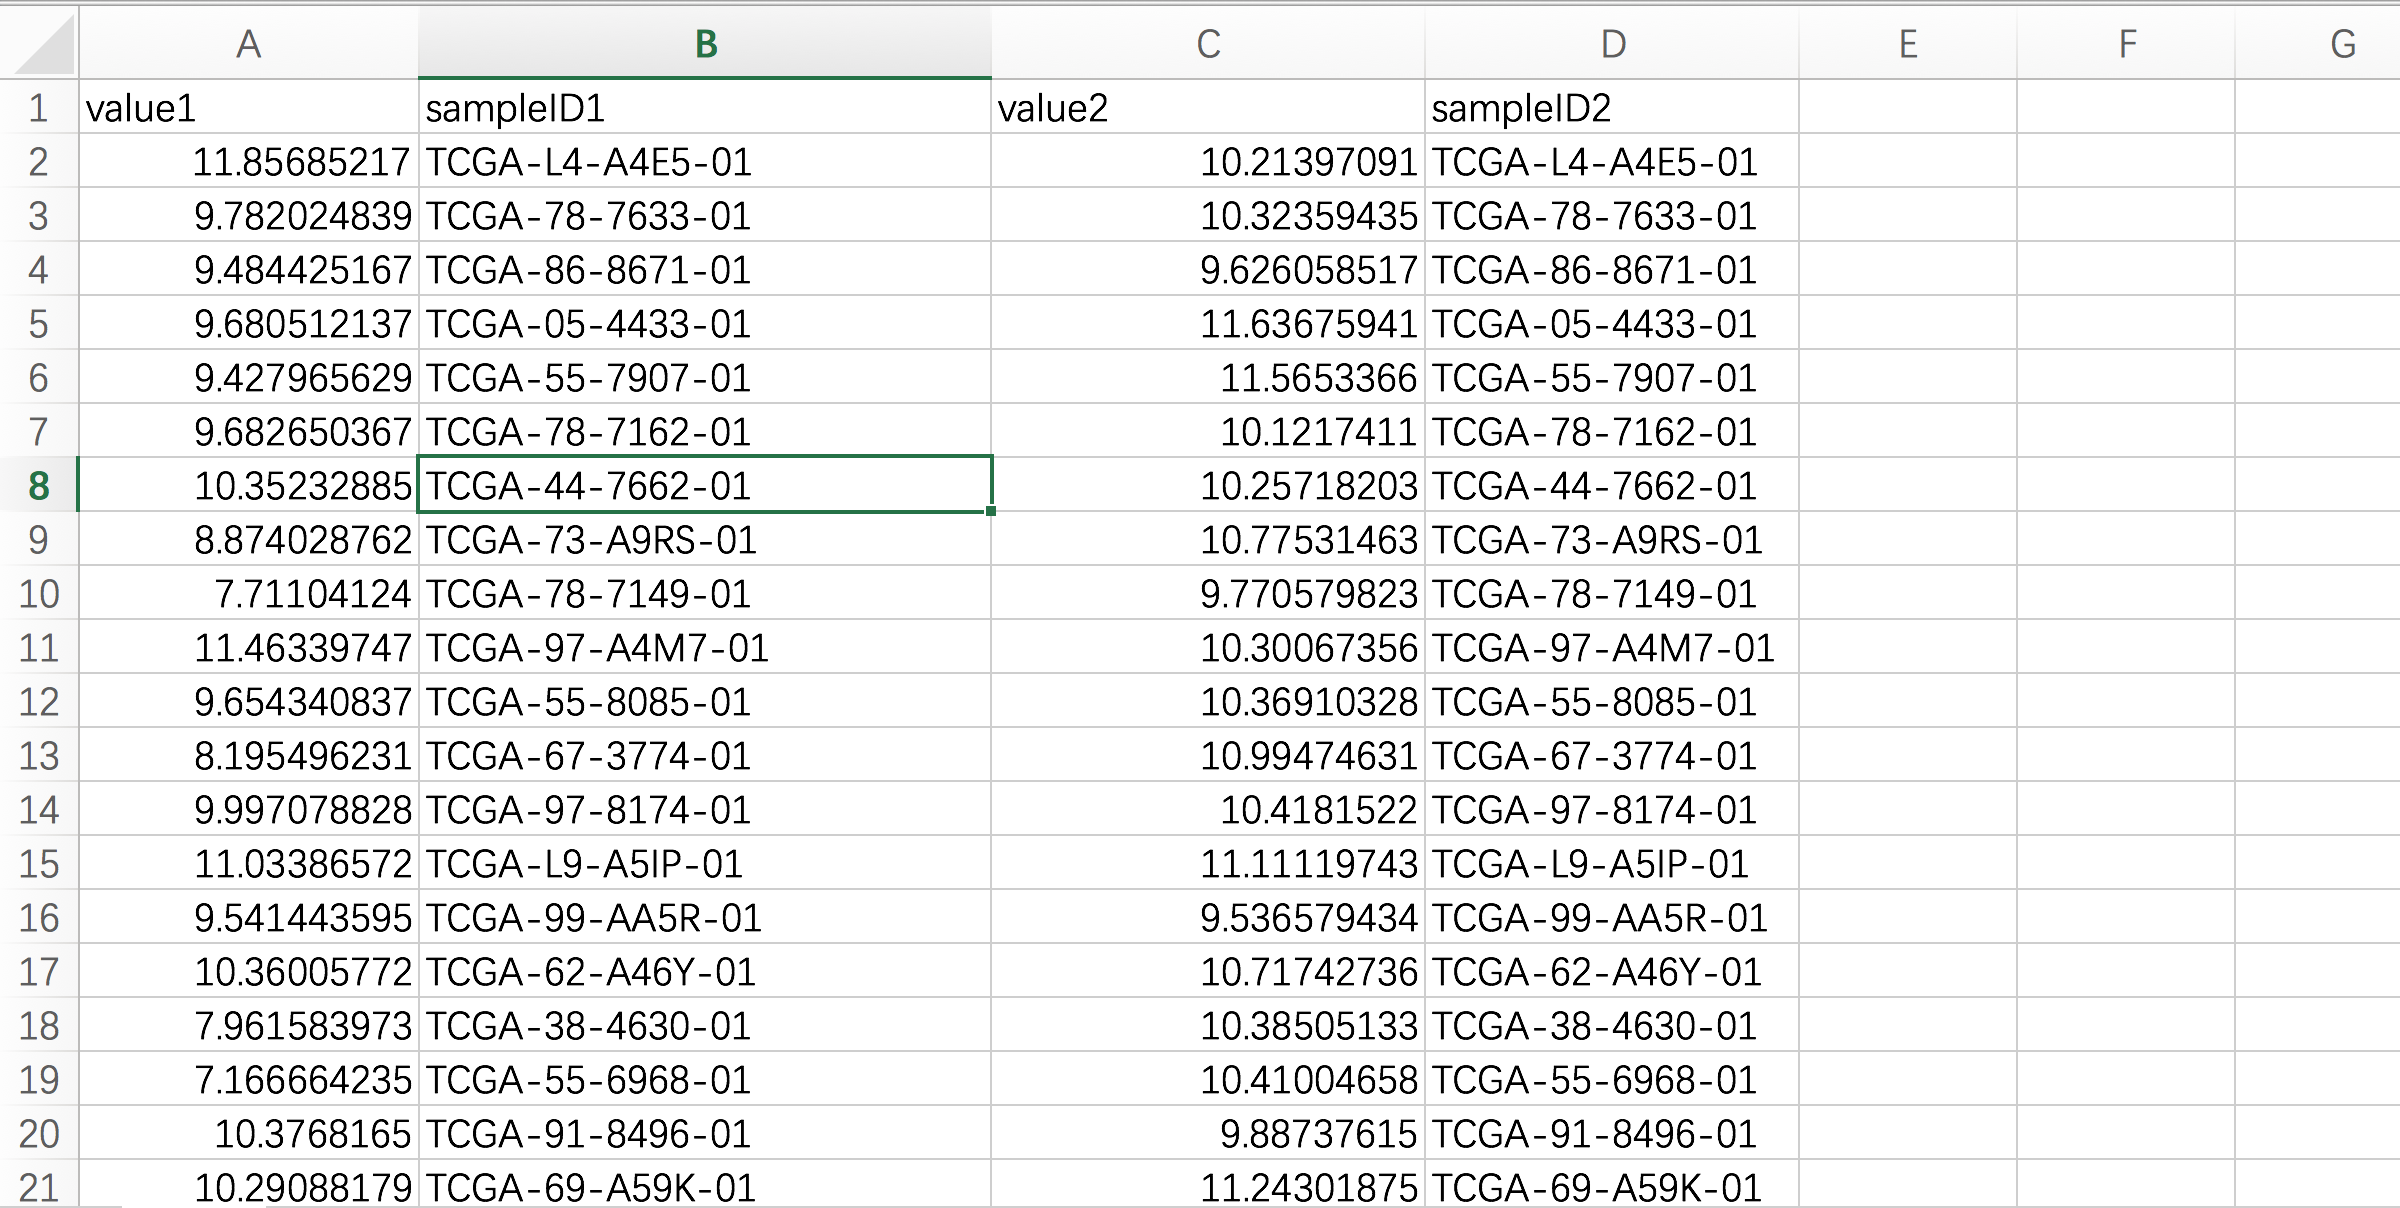 A B C D E F G
1 value1 sampleID1 value2 sampleID2
2 11.85685217 TCGA-L4-A4E5-01 10.21397091 TCGA-L4-A4E5-01
3 9.782024839 TCGA-78-7633-01 10.32359435 TCGA-78-7633-01
4 9.484425167 TCGA-86-8671-01 9.626058517 TCGA-86-8671-01
5 9.680512137 TCGA-05-4433-01 11.63675941 TCGA-05-4433-01
6 9.427965629 TCGA-55-7907-01 11.5653366 TCGA-55-7907-01
7 9.682650367 TCGA-78-7162-01 10.1217411 TCGA-78-7162-01
8 10.35232885 TCGA-44-7662-01 10.25718203 TCGA-44-7662-01
9 8.874028762 TCGA-73-A9RS-01 10.77531463 TCGA-73-A9RS-01
10 7.71104124 TCGA-78-7149-01 9.770579823 TCGA-78-7149-01
11 11.46339747 TCGA-97-A4M7-01 10.30067356 TCGA-97-A4M7-01
12 9.654340837 TCGA-55-8085-01 10.36910328 TCGA-55-8085-01
13 8.195496231 TCGA-67-3774-01 10.99474631 TCGA-67-3774-01
14 9.997078828 TCGA-97-8174-01 10.4181522 TCGA-97-8174-01
15 11.03386572 TCGA-L9-A5IP-01 11.11119743 TCGA-L9-A5IP-01
16 9.541443595 TCGA-99-AA5R-01 9.536579434 TCGA-99-AA5R-01
17 10.36005772 TCGA-62-A46Y-01 10.71742736 TCGA-62-A46Y-01
18 7.961583973 TCGA-38-4630-01 10.38505133 TCGA-38-4630-01
19 7.166664235 TCGA-55-6968-01 10.41004658 TCGA-55-6968-01
20 10.3768165 TCGA-91-8496-01 9.88737615 TCGA-91-8496-01
21 10.29088179 TCGA-69-A59K-01 11.24301875 TCGA-69-A59K-01